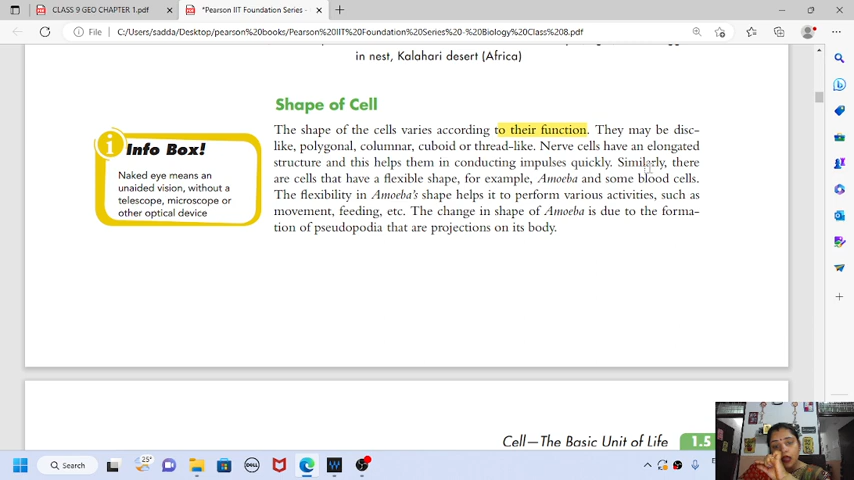 CLASS 9 GEO CHAPTER 1.pdf
*Pearson IIT Foundation Series -
File
C:/Users/sadda/Desktop/pearson%20books/Pearson%20IIT%20Foundation%20Series%20-%20Biology%20Class%208.pdf
in nest, Kalahari desert (Africa)
Shape of Cell
The shape of the cells varies according to their function. They may be disc-
like, polygonal, columnar, cuboid or thread-like. Nerve cells have an elongated
structure and this helps them in conducting impulses quickly. Similarly, there
are cells that have a flexible shape, for example, Amoeba and some blood cells.
The flexibility in Amoeba's shape helps it to perform various activities, such as
movement, feeding, etc. The change in shape of Amoeba is due to the forma-
tion of pseudopodia that are projections on its body.
Info Box!
Naked eye means an
unaided vision, without a
telescope, microscope or
other optical device
Cell—The Basic Unit of Life 1.5
25°
Search
DELL